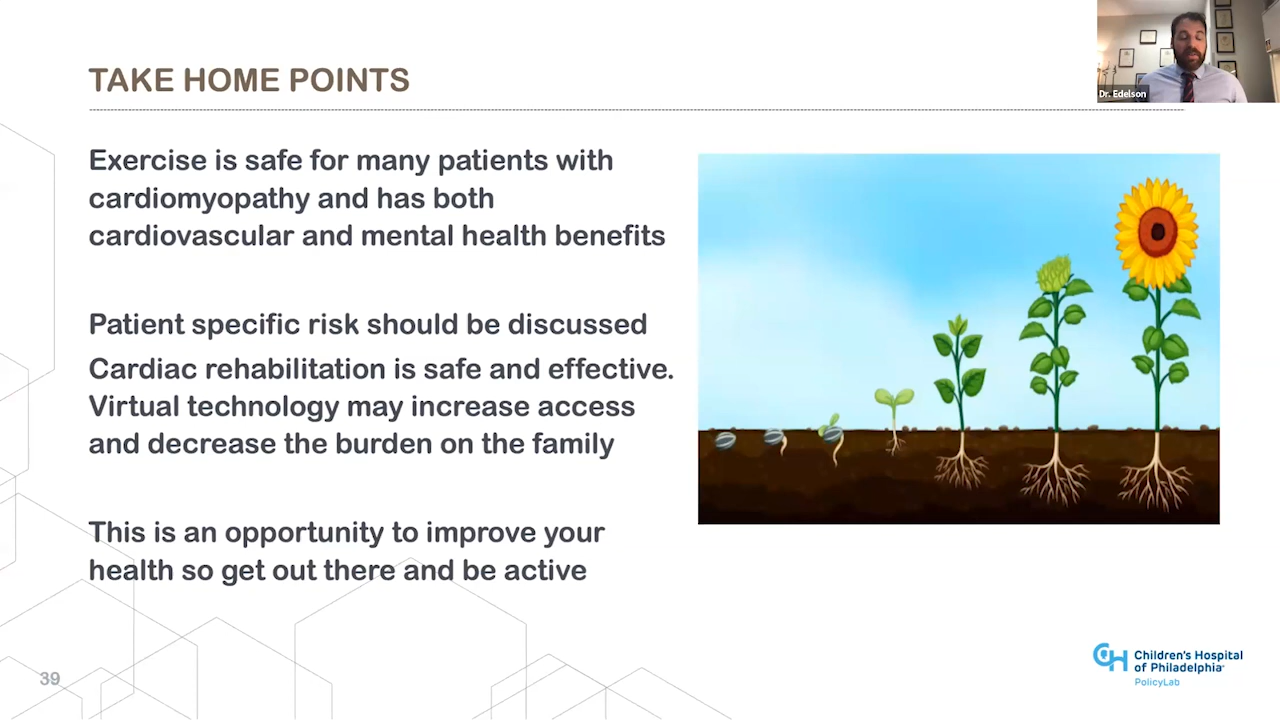 TAKE HOME POINTS
Dr. Edelson
Exercise is safe for many patients with
cardiomyopathy and has both
cardiovascular and mental health benefits
Patient specific risk should be discussed
Cardiac rehabilitation is safe and effective.
Virtual technology may increase access
and decrease the burden on the family
This is an opportunity to improve your
health so get out there and be active
39
CH Children's Hospital
of Philadelphia
PolicyLab